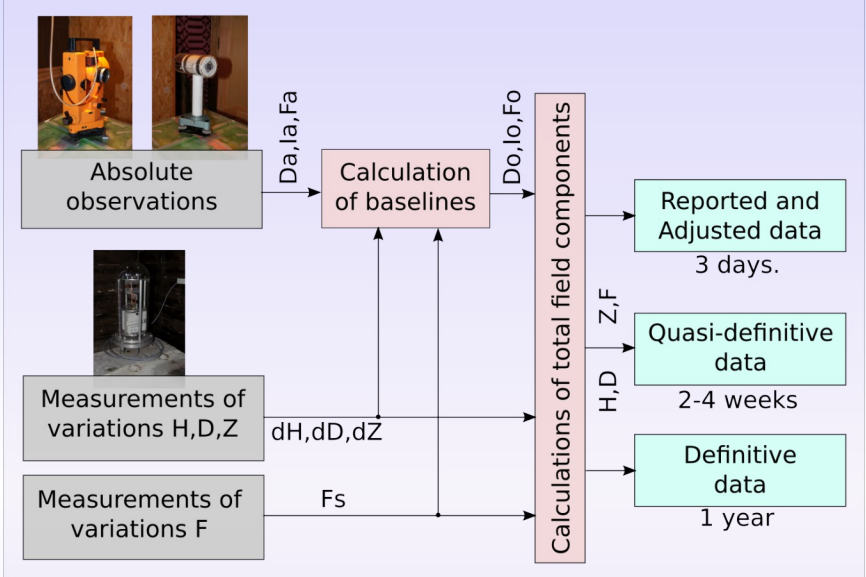 Absolute
observations
Da,Ia,Fa
Calculation
of baselines
Do,Io,Fo
Calculations of total field components
Measurements of
variations H,D,Z
dH,dD,dZ
Measurements of
variations F
Fs
H,D
Z,F
Reported and
Adjusted data
3 days.
Quasi-definitive
data
2-4 weeks
Definitive
data
1 year